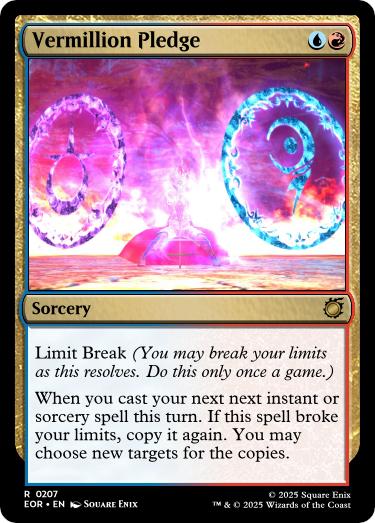 Vermillion Pledge
Sorcery
Limit Break (You may break your limits
as this resolves. Do this only once a game.)
When you cast your next next instant or
sorcery spell this turn. If this spell broke
your limits, copy it again. You may
choose new targets for the copies.
R 0207
EOR • EN Square Enix
© 2025 Square Enix
™ & © 2025 Wizards of the Coast